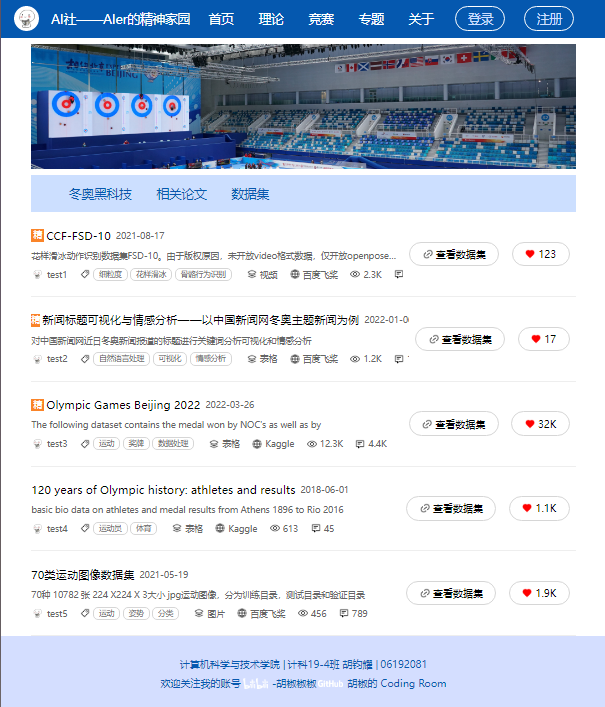 AI社——AIer的精神家园 首页 理论 竞赛 专题 关于 登录 注册
BEIJING
冬奥黑科技 相关论文 数据集
精 CCF-FSD-10 2021-08-17
花样滑冰动作识别数据集FSD-10。由于版权原因，未开放video格式数据，仅开放openpose...
test1 细粒度 花样滑冰 骨骼行为识别 视频 百度飞桨 2.3K
查看数据集 123
新闻标题可视化与情感分析——以中国新闻网冬奥主题新闻为例 2022-01-0
对中国新闻网近日冬奥新闻报道的标题进行关键词分析可视化和情感分析
test2 自然语言处理 可视化 情感分析 表格 百度飞桨 1.2K
查看数据集 17
精 Olympic Games Beijing 2022 2022-03-26
The following dataset contains the medal won by NOC's as well as by
test3 运动 奖牌 数据处理 表格 Kaggle 12.3K 4.4K
查看数据集 32K
120 years of Olympic history: athletes and results 2018-06-01
basic bio data on athletes and medal results from Athens 1896 to Rio 2016
test4 运动员 体育 表格 Kaggle 613 45
查看数据集 1.1K
70类运动图像数据集 2021-05-19
70种 10782 张 224 X224 X 3大小 jpg运动图像，分为训练目录，测试目录和验证目录
test5 运动 姿势 分类 图片 百度飞桨 456 789
查看数据集 1.9K
计算机科学与技术学院 | 计科19-4班 胡钧耀 | 06192081
欢迎关注我的账号 bilibili -胡椒椒椒 GitHub 胡椒的 Coding Room